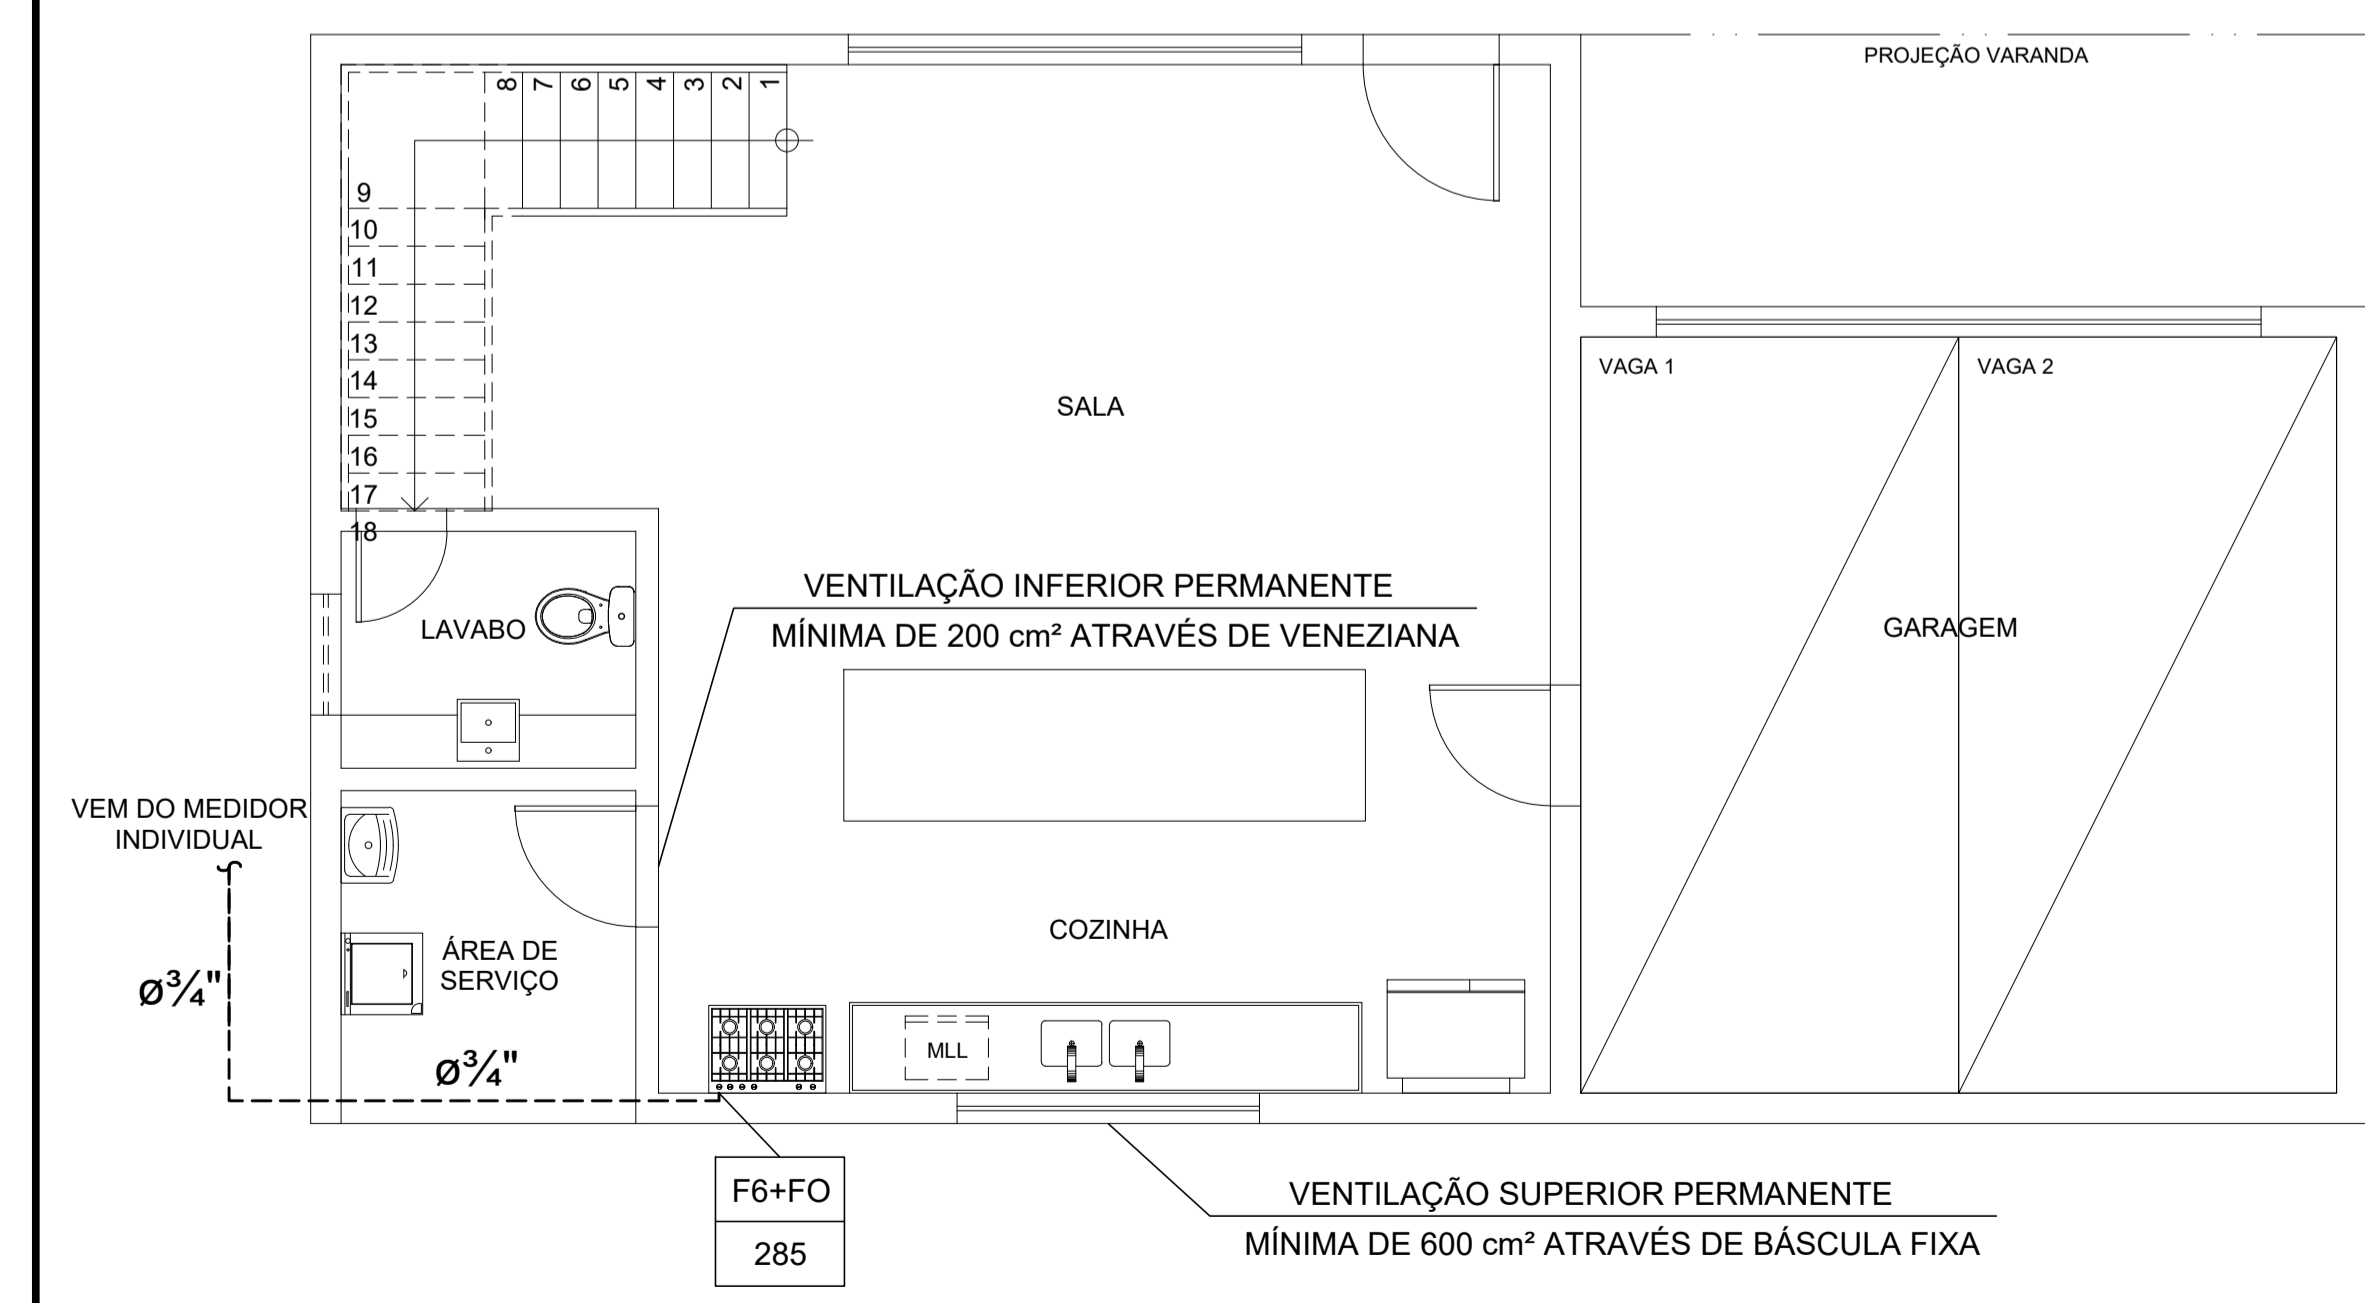 PROJEÇÃO VARANDA
8 7 6 5 4 3 2 1
9
10
11
12
13
14
15
16
17
18
VAGA 1
VAGA 2
SALA
VENTILAÇÃO INFERIOR PERMANENTE
MÍNIMA DE 200 cm² ATRAVÉS DE VENEZIANA
LAVABO
GARAGEM
VEM DO MEDIDOR
INDIVIDUAL
COZINHA
ÁREA DE
SERVIÇO
ø¾"
ø¾"
MLL
F6+FO
285
VENTILAÇÃO SUPERIOR PERMANENTE
MÍNIMA DE 600 cm² ATRAVÉS DE BÁSCULA FIXA